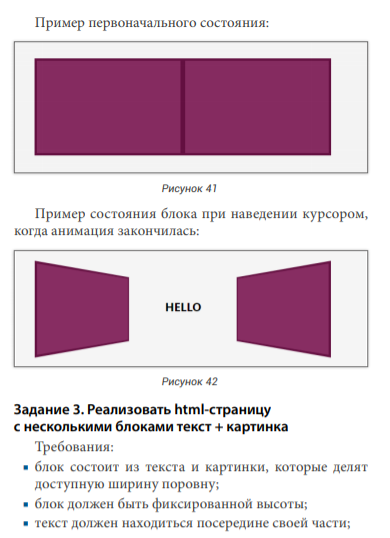 Пример первоначального состояния:
Рисунок 41
Пример состояния блока при наведении курсором,
когда анимация закончилась:
HELLO
Рисунок 42
Задание 3. Реализовать html-страницу
с несколькими блоками текст + картинка
Требования:
▪ блок состоит из текста и картинки, которые делят
доступную ширину поровну;
▪ блок должен быть фиксированной высоты;
▪ текст должен находиться посередине своей части;